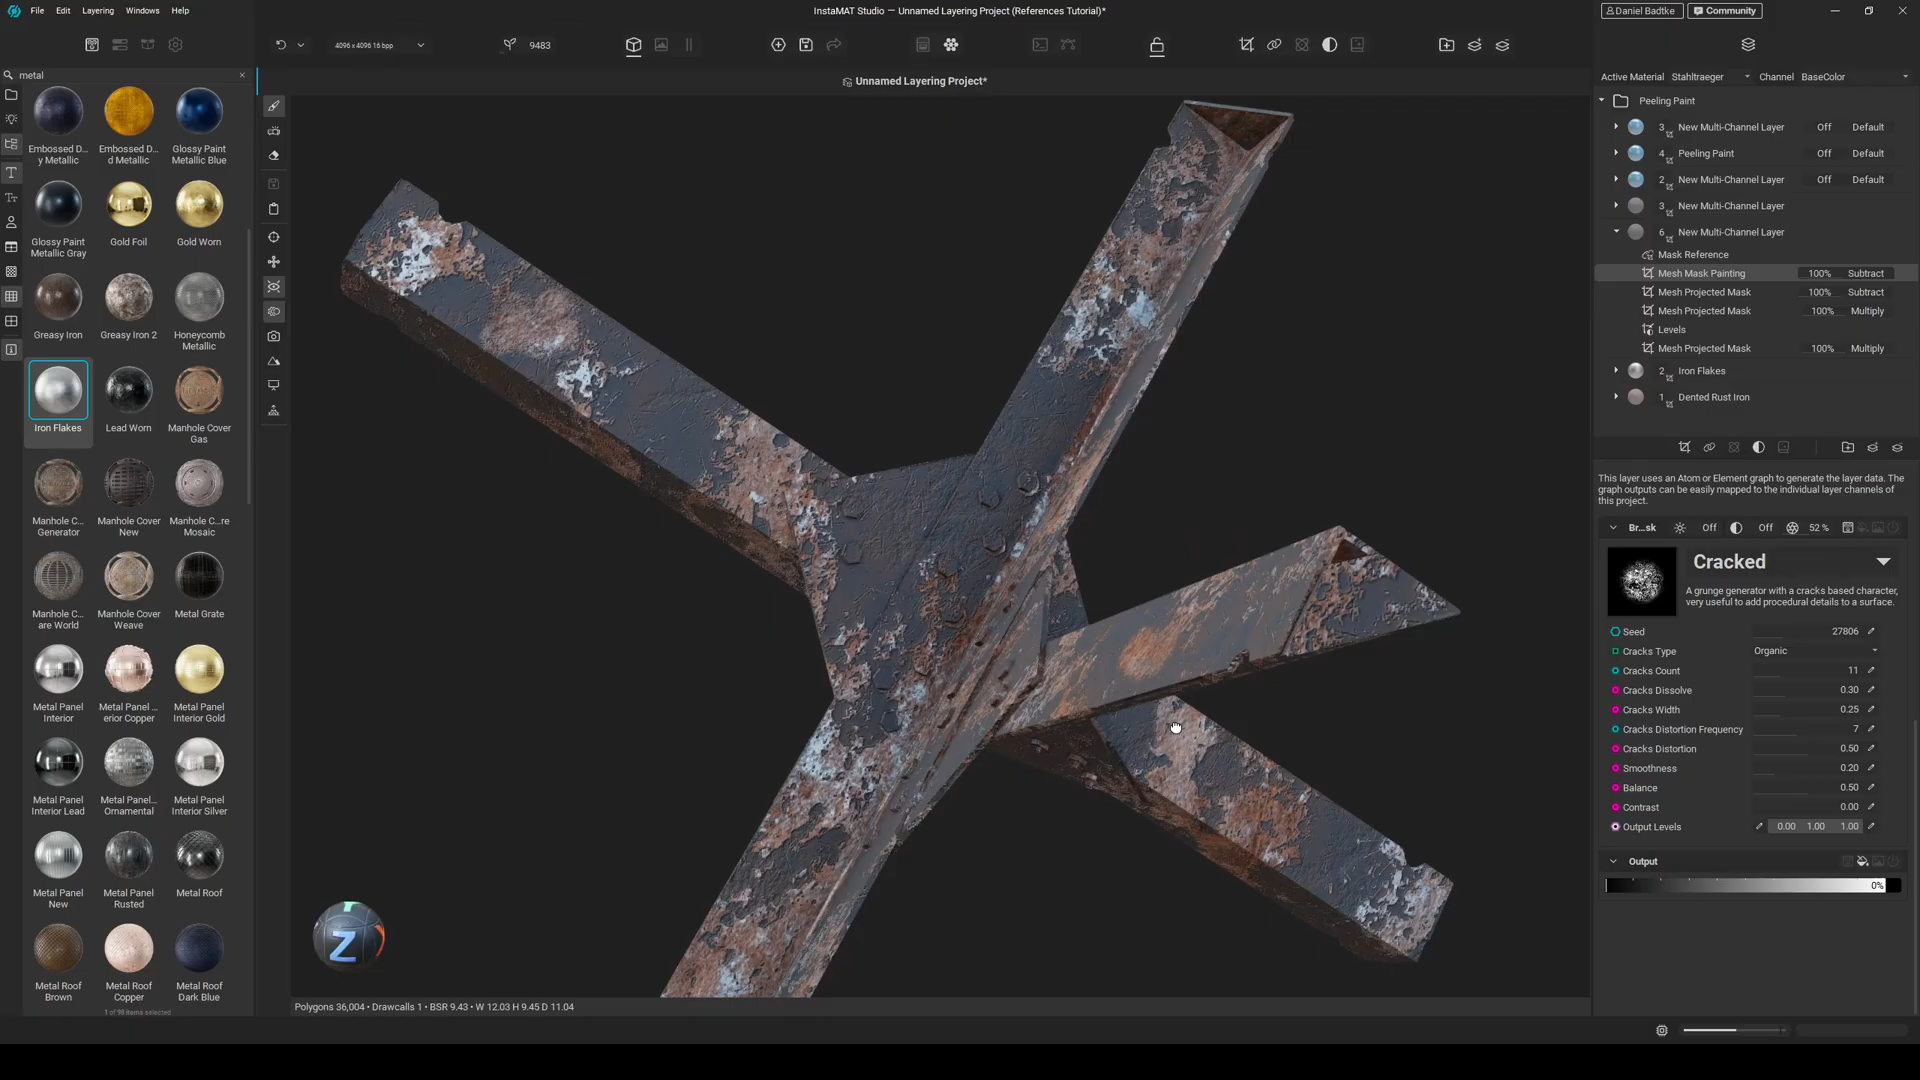 File Edit Layering Windows Help
InstaMAT Studio — Unnamed Layering Project (References Tutorial)*
Daniel Badtke
Community
4096 x 4096 16 bpp
9483
metal
Unnamed Layering Project*
Embossed D...y Metallic
Embossed D...d Metallic
Glossy Paint Metallic Blue
Glossy Paint Metallic Gray
Gold Foil
Gold Worn
Greasy Iron
Greasy Iron 2
Honeycomb Metallic
Iron Flakes
Lead Worn
Manhole Cover Gas
Manhole C... Generator
Manhole Cover New
Manhole C...re Mosaic
Manhole C...are World
Manhole Cover Weave
Metal Grate
Metal Panel Interior
Metal Panel ...erior Copper
Metal Panel Interior Gold
Metal Panel Interior Lead
Metal Panel... Ornamental
Metal Panel Interior Silver
Metal Panel New
Metal Panel Rusted
Metal Roof
Metal Roof Brown
Metal Roof Copper
Metal Roof Dark Blue
1 of 98 items selected
Z
Polygons 36,004 • Drawcalls 1 • BSR 9.43 • W 12.03 H 9.45 D 11.04
Active Material Stahltraeger Channel BaseColor
Peeling Paint
3 New Multi-Channel Layer Off Default
4 Peeling Paint Off Default
2 New Multi-Channel Layer Off Default
3 New Multi-Channel Layer
6 New Multi-Channel Layer
Mask Reference
Mesh Mask Painting 100% Subtract
Mesh Projected Mask 100% Subtract
Mesh Projected Mask 100% Multiply
Levels
Mesh Projected Mask 100% Multiply
2 Iron Flakes
1 Dented Rust Iron
This layer uses an Atom or Element graph to generate the layer data. The
graph outputs can be easily mapped to the individual layer channels of
this project.
Br...sk Off Off 52 %
Cracked
A grunge generator with a cracks based character,
very useful to add procedural details to a surface.
Seed 27806
Cracks Type Organic
Cracks Count 11
Cracks Dissolve 0.30
Cracks Width 0.25
Cracks Distortion Frequency 7
Cracks Distortion 0.50
Smoothness 0.20
Balance 0.50
Contrast 0.00
Output Levels 0.00 1.00 1.00
Output
0%